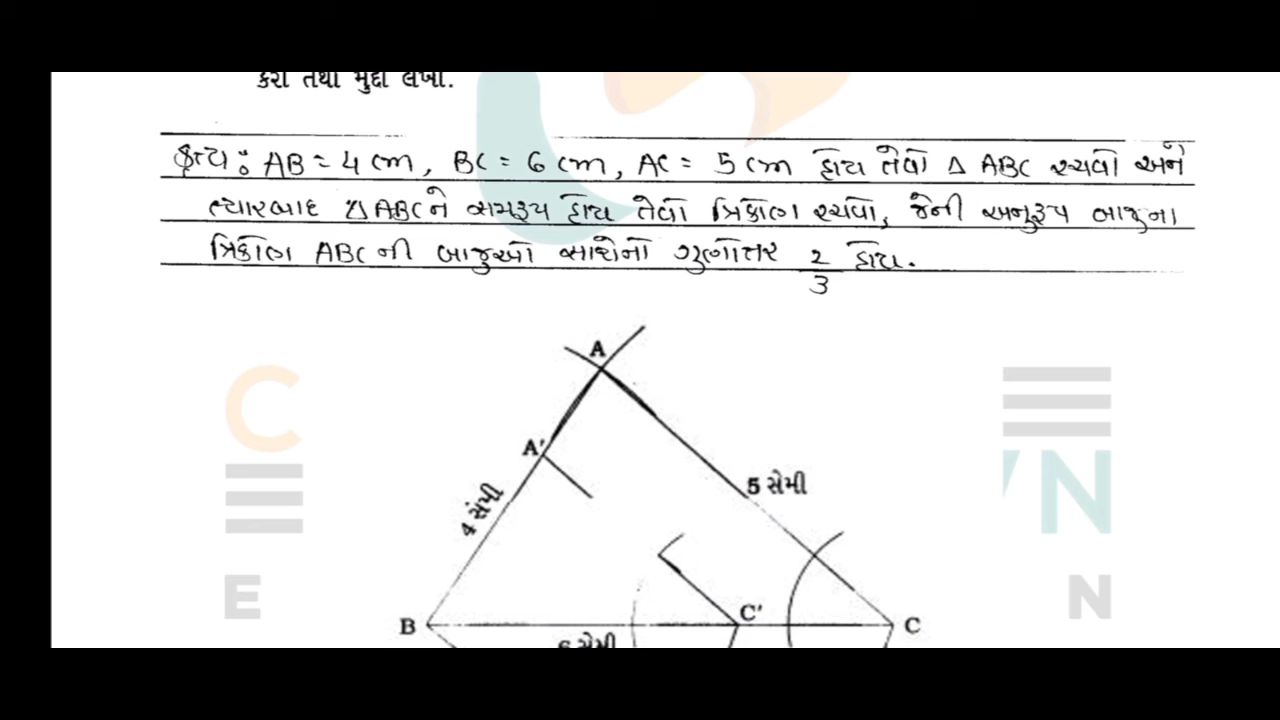 કરો તથા મુદ્દા લખો.
કૃત્ય: AB = 4 cm, BC = 6 cm, AC = 5 cm હોય તેવો Δ ABC રચવો અને
ત્યારબાદ Δ ABC ને સમરૂપ હોય તેવો ત્રિકોણ રચવો, જેની અનુરૂપ બાજુના
ત્રિકોણ ABC ની બાજુઓ સાથેનો ગુણોત્તર 2/3 હોય.
A
A'
5 સેમી
4 સેમી
C'
B
C
6 સેમી
C
E
N
N